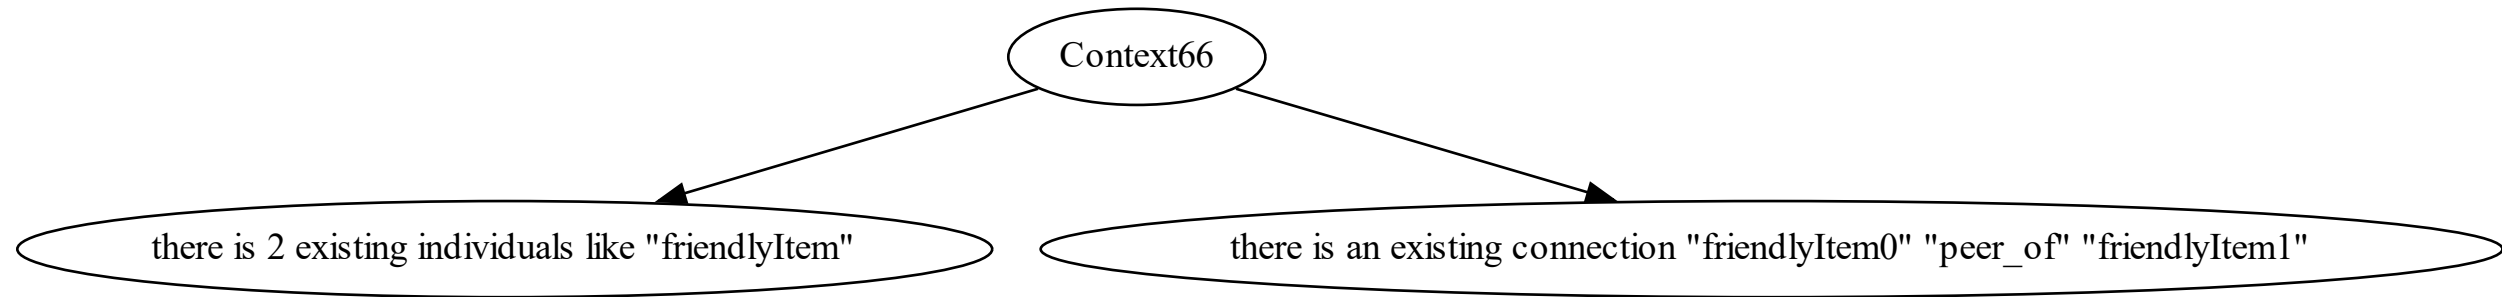 Context66
there is 2 existing individuals like "friendlyItem"
there is an existing connection "friendlyItem0" "peer_of" "friendlyItem1"